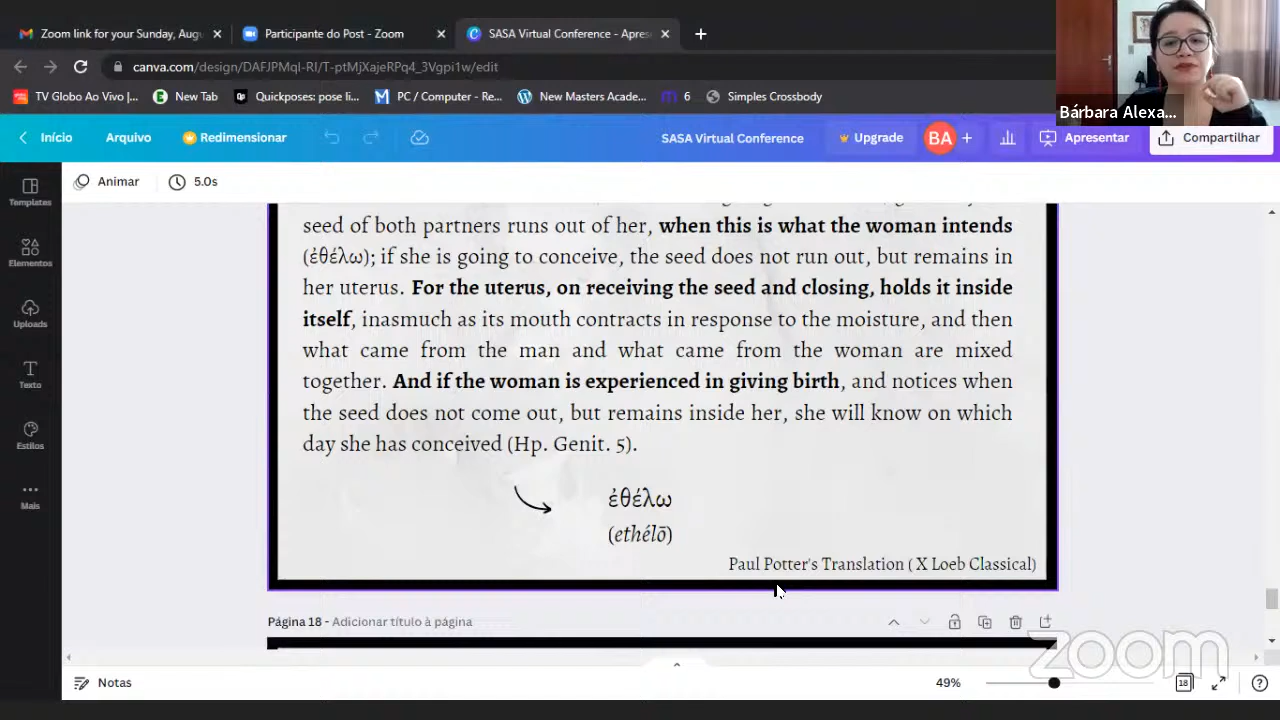 Zoom link for your Sunday, Aug
Participante do Post - Zoom
SASA Virtual Conference - Apres
canva.com/design/DAFJPMqI-RI/T-ptMjXajeRPq4_3Vgpi1w/edit
TV Globo Ao Vivo |...
New Tab
Quickposes: pose li...
PC / Computer - Re...
New Masters Acade...
6
Simples Crossbody
Bárbara Alexa...
Início
Arquivo
Redimensionar
SASA Virtual Conference
Upgrade
BA
Apresentar
Compartilhar
Templates
Elementos
Uploads
Texto
Estilos
Mais
Animar
5.0s
seed of both partners runs out of her, when this is what the woman intends
(ἐθέλω); if she is going to conceive, the seed does not run out, but remains in
her uterus. For the uterus, on receiving the seed and closing, holds it inside
itself, inasmuch as its mouth contracts in response to the moisture, and then
what came from the man and what came from the woman are mixed
together. And if the woman is experienced in giving birth, and notices when
the seed does not come out, but remains inside her, she will know on which
day she has conceived (Hp. Genit. 5).
ἐθέλω
(ethélō)
Paul Potter's Translation ( X Loeb Classical)
Página 18 - Adicionar título à página
zoom
Notas
49%
18